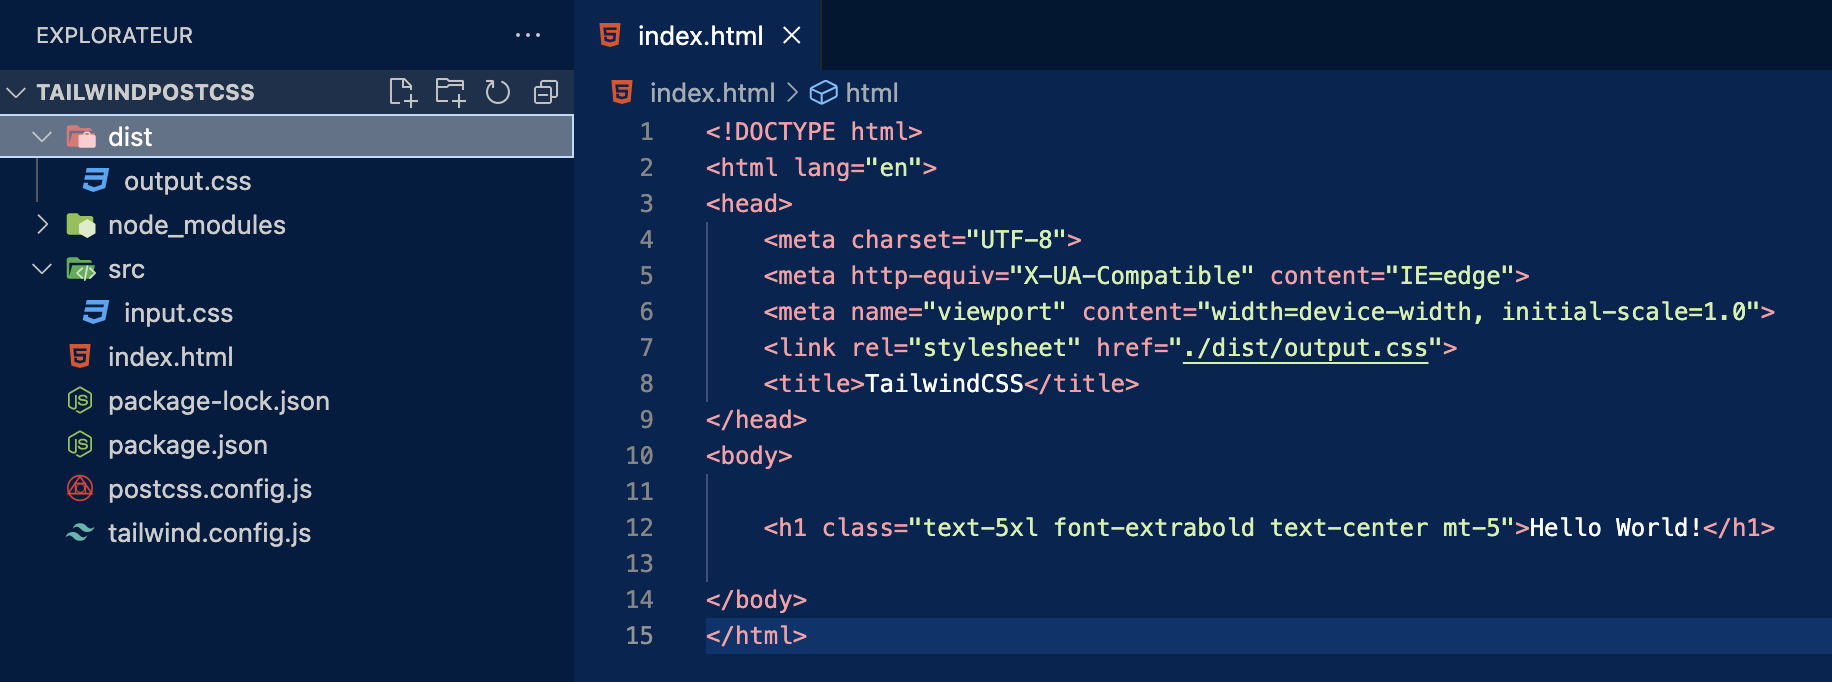 EXPLORATEUR
TAILWINDPOSTCSS
dist
output.css
node_modules
src
input.css
index.html
package-lock.json
package.json
postcss.config.js
tailwind.config.js
index.html
index.html > html
1 <!DOCTYPE html>
2 <html lang="en">
3 <head>
4     <meta charset="UTF-8">
5     <meta http-equiv="X-UA-Compatible" content="IE=edge">
6     <meta name="viewport" content="width=device-width, initial-scale=1.0">
7     <link rel="stylesheet" href="./dist/output.css">
8     <title>TailwindCSS</title>
9 </head>
10 <body>
11
12     <h1 class="text-5xl font-extrabold text-center mt-5">Hello World!</h1>
13
14 </body>
15 </html>